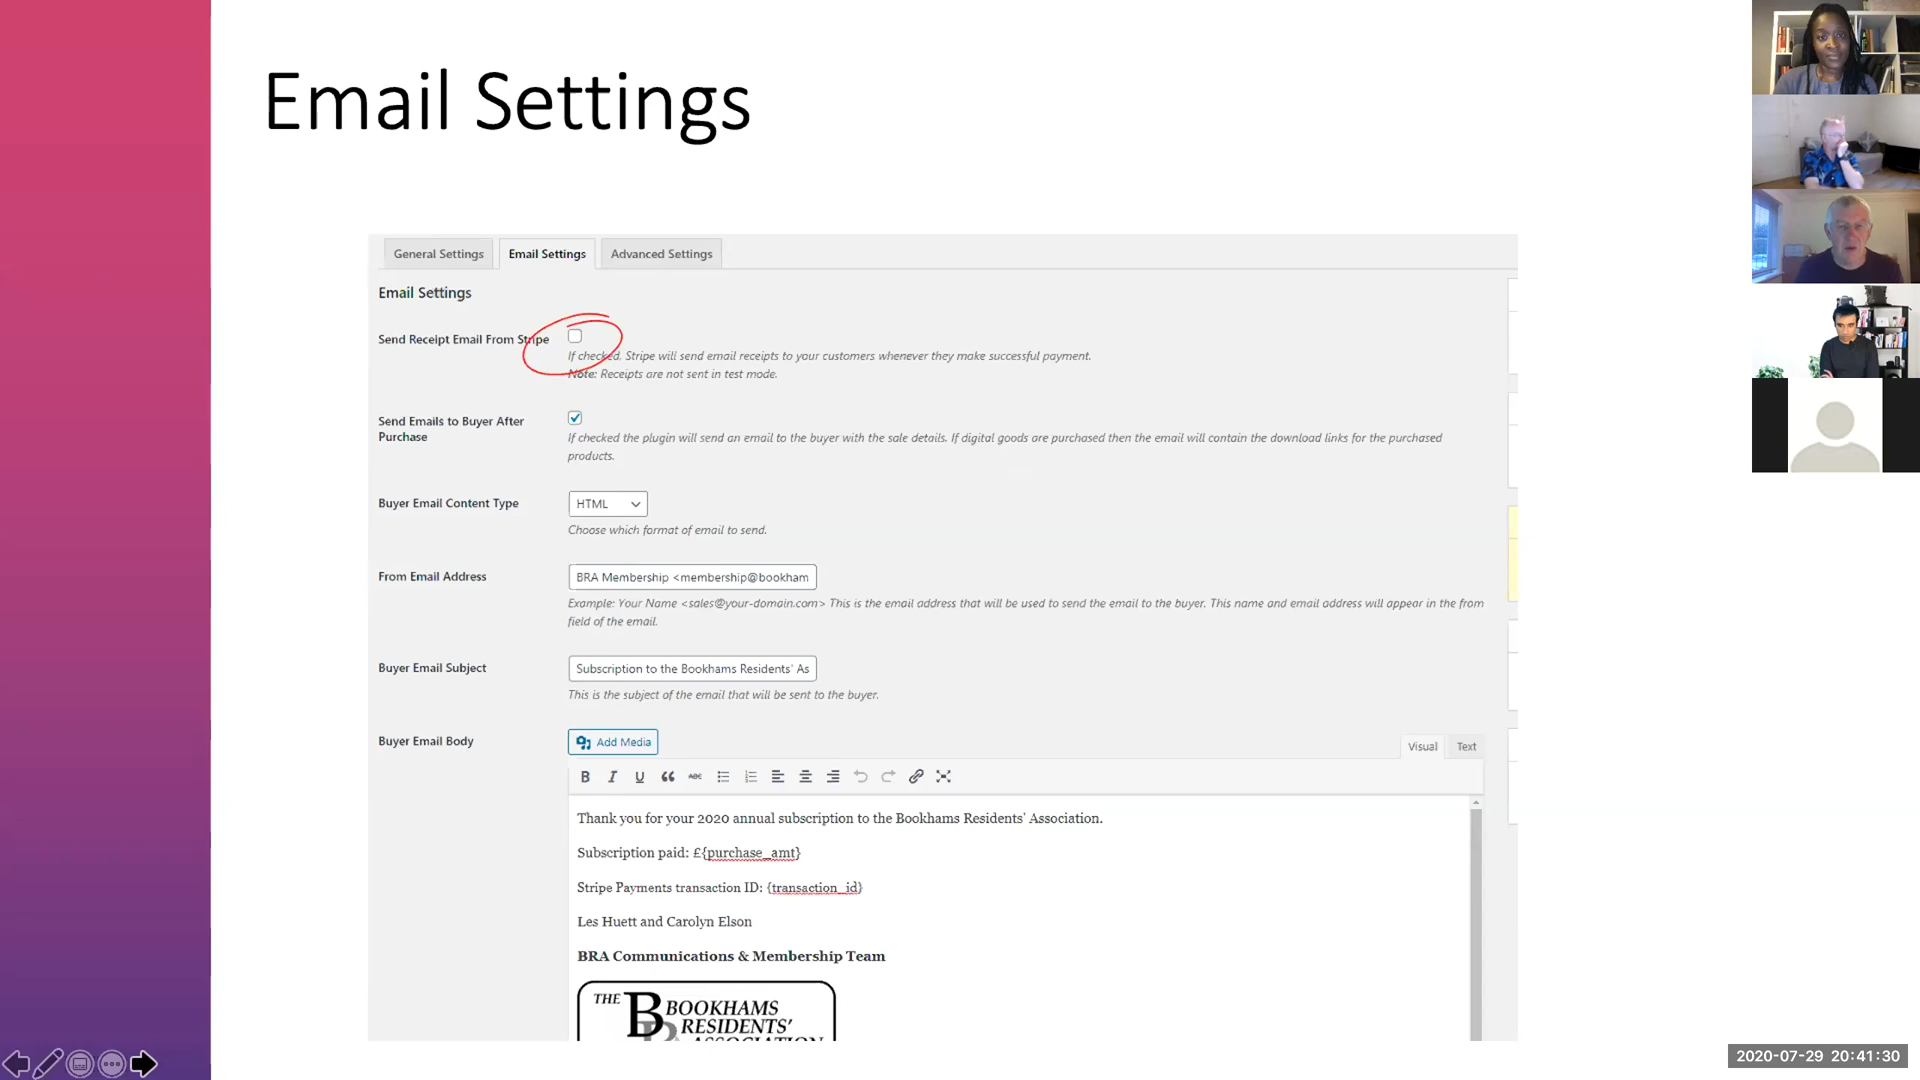 Email Settings
General Settings
Email Settings
Advanced Settings
Email Settings
Send Receipt Email From Stripe
If checked, Stripe will send email receipts to your customers whenever they make successful payment.
Note: Receipts are not sent in test mode.
Send Emails to Buyer After
Purchase
If checked the plugin will send an email to the buyer with the sale details. If digital goods are purchased then the email will contain the download links for the purchased
products.
Buyer Email Content Type
HTML
Choose which format of email to send.
From Email Address
BRA Membership <membership@bookham
Example: Your Name <sales@your-domain.com> This is the email address that will be used to send the email to the buyer. This name and email address will appear in the from
field of the email.
Buyer Email Subject
Subscription to the Bookhams Residents' As
This is the subject of the email that will be sent to the buyer.
Buyer Email Body
Add Media
Visual
Text
B I U ABC
Thank you for your 2020 annual subscription to the Bookhams Residents' Association.
Subscription paid: £{purchase_amt}
Stripe Payments transaction ID: {transaction_id}
Les Huett and Carolyn Elson
BRA Communications & Membership Team
THE B BOOKHAMS
RESIDENTS'
ASSOCIATION
2020-07-29 20:41:30